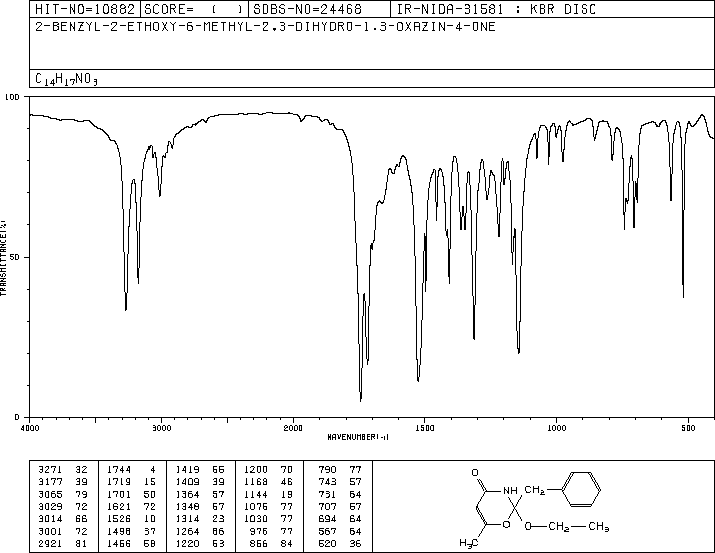 HIT-NO=10882 SCORE= ( ) SDBS-NO=24468 IR-NIDA-31581 : KBR DISC
2-BENZYL-2-ETHOXY-6-METHYL-2,3-DIHYDRO-1,3-OXAZIN-4-ONE
C14H17NO3
100
50
0
TRANSMITTANCE(%)
4000 3000 2000 1500 1000 500
WAVENUMBER(-1)
3271 32 1744 4 1419 55 1200 70 790 77
3177 39 1719 15 1409 39 1168 46 743 57
3065 79 1701 50 1364 57 1144 19 731 64
3029 72 1621 72 1348 57 1076 77 707 57
3014 66 1526 10 1314 23 1030 77 694 64
3001 72 1498 37 1264 66 976 77 567 64
2921 81 1456 58 1220 53 856 84 520 36
O
NH
CH2
O
O
CH2
CH3
H3C